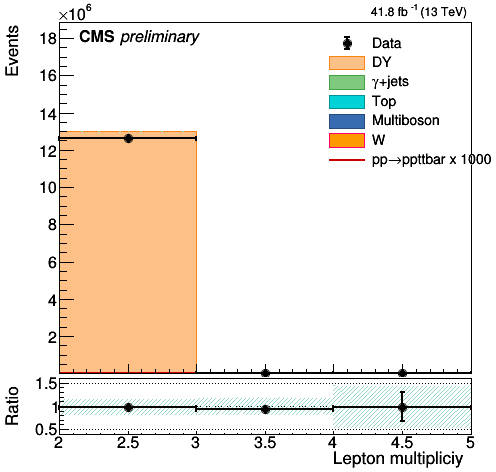 ×10⁶
41.8 fb⁻¹ (13 TeV)
Events
CMS preliminary
18
16
14
12
10
8
6
4
2
Data
DY
γ+jets
Top
Multiboson
W
pp→ppttbar x 1000
Ratio
1.5
1
0.5
2 2.5 3 3.5 4 4.5 5
Lepton multipliciy